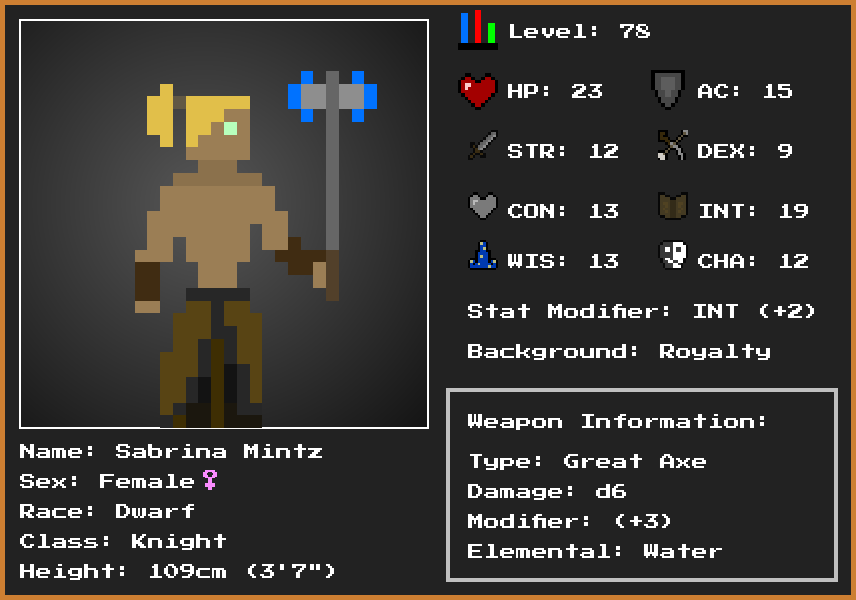 Level: 78
HP: 23
AC: 15
STR: 12
DEX: 9
CON: 13
INT: 19
WIS: 13
CHA: 12
Stat Modifier: INT (+2)
Background: Royalty
Weapon Information:
Type: Great Axe
Damage: d6
Modifier: (+3)
Elemental: Water
Name: Sabrina Mintz
Sex: Female♀
Race: Dwarf
Class: Knight
Height: 109cm (3'7")